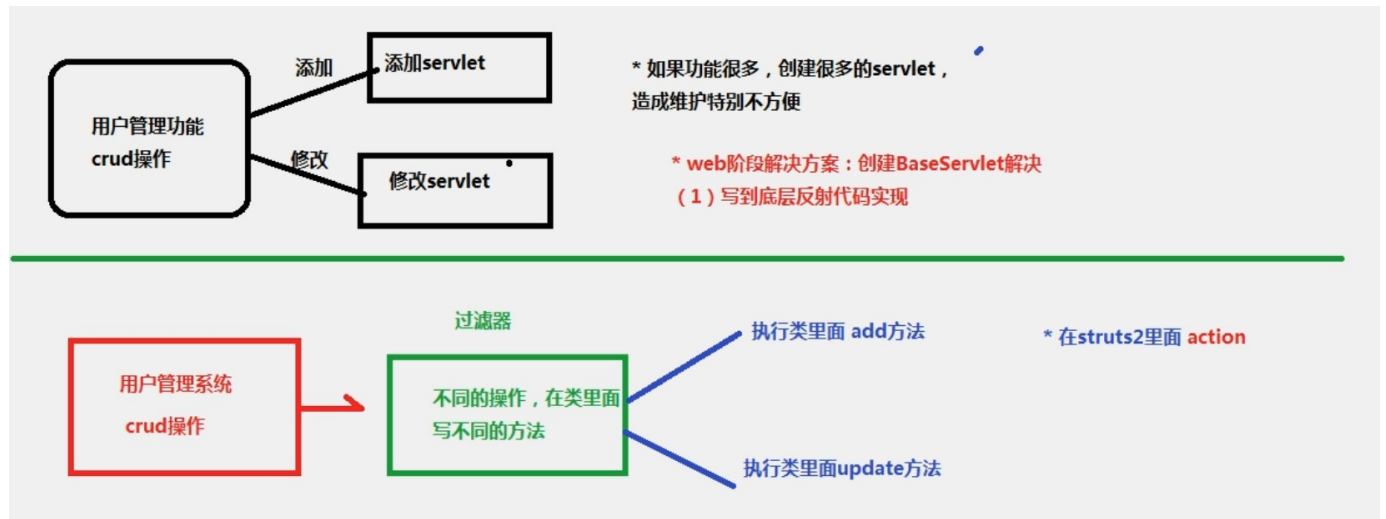 添加
添加servlet
用户管理功能
crud操作
修改
修改servlet
* 如果功能很多，创建很多的servlet，
造成维护特别不方便
* web阶段解决方案：创建BaseServlet解决
（1）写到底层反射代码实现
过滤器
用户管理系统
crud操作
不同的操作，在类里面
写不同的方法
执行类里面 add方法
执行类里面update方法
* 在struts2里面 action